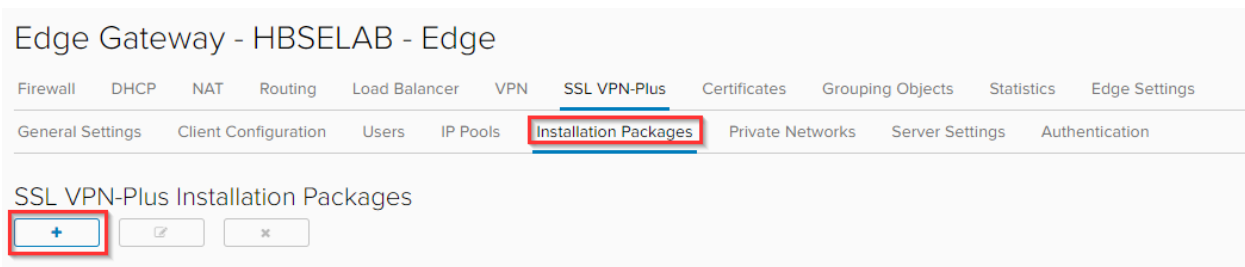 Edge Gateway - HBSELAB - Edge
Firewall DHCP NAT Routing Load Balancer VPN SSL VPN-Plus Certificates Grouping Objects Statistics Edge Settings
General Settings Client Configuration Users IP Pools Installation Packages Private Networks Server Settings Authentication
SSL VPN-Plus Installation Packages